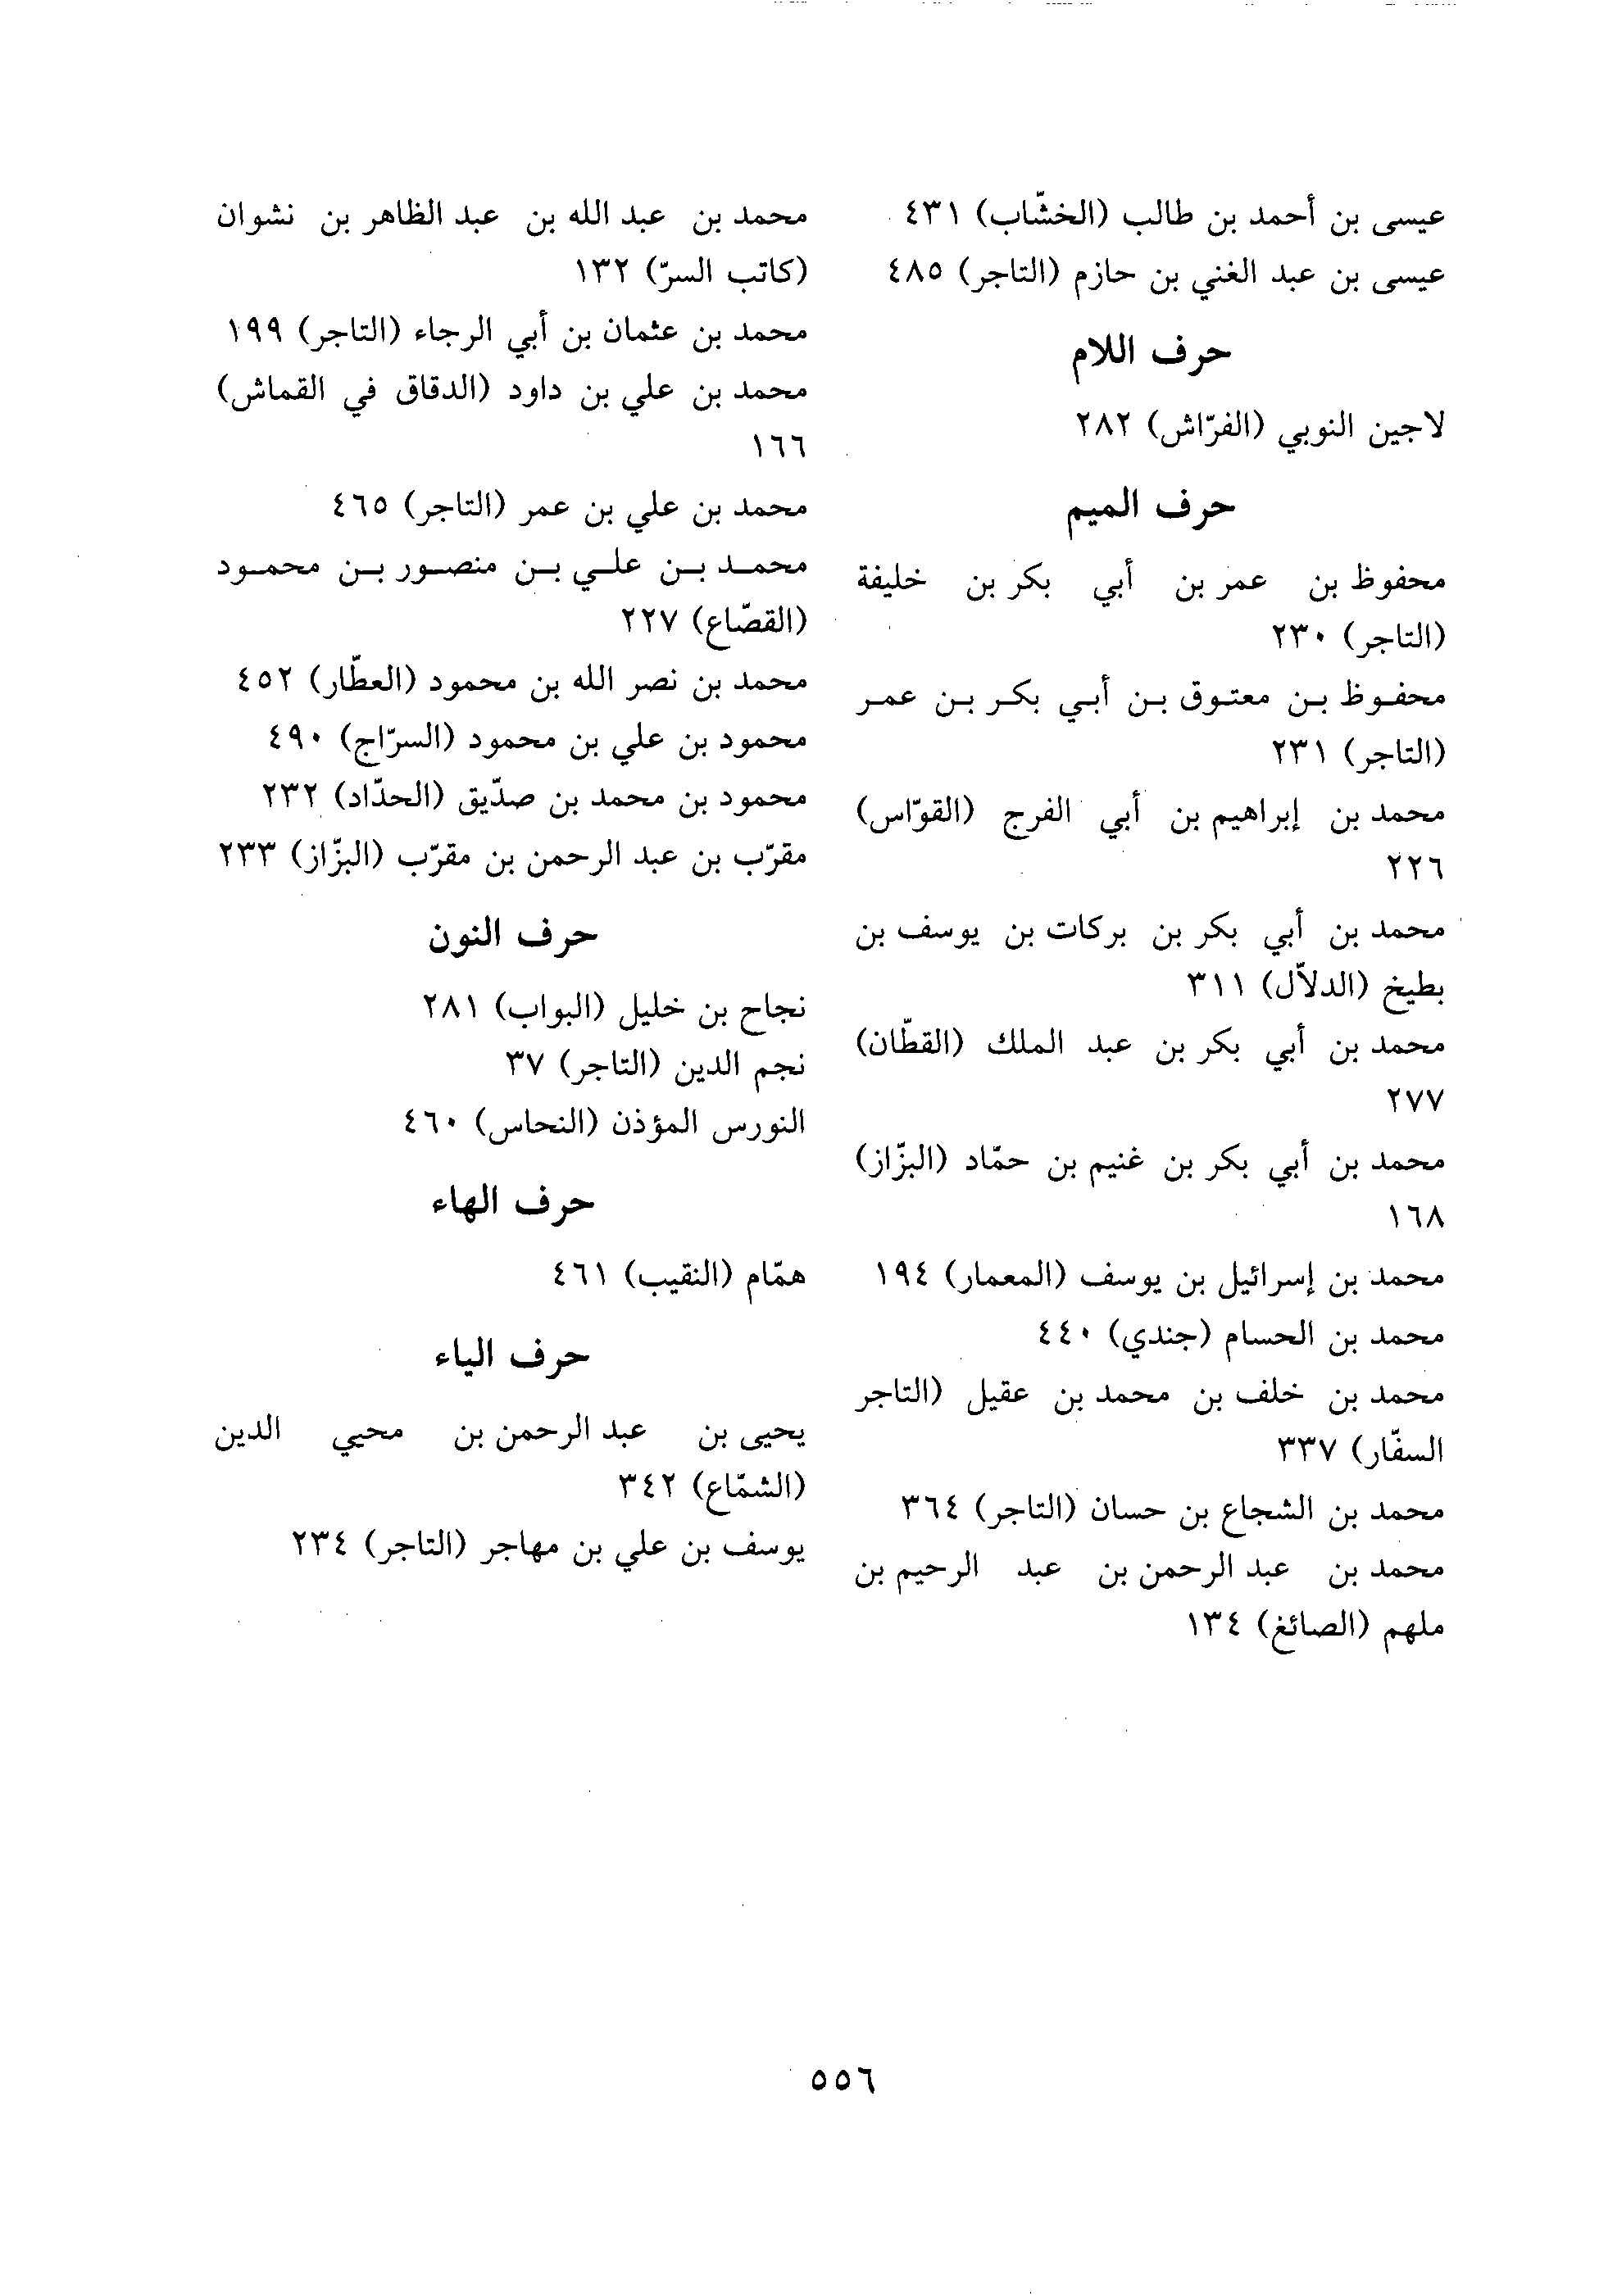 عيسى بن أحمد بن طالب (الخشّاب) ٤٣١
عيسى بن عبد الغني بن حازم (التاجر) ٤٨٥
حرف اللام
لاجين النوبي (الفرّاش) ٢٨٢
حرف الميم
محفوظ بن عمر بن أبي بكر بن خليفة
(التاجر) ٢٣٠
محفوظ بن معتوق بن أبي بكر بن عمر
(التاجر) ٢٣١
محمد بن إبراهيم بن أبي الفرج (القوّاس)
٢٢٦
محمد بن أبي بكر بن بركات بن يوسف بن
بطيخ (الدلاّل) ٣١١
محمد بن أبي بكر بن عبد الملك (القطّان)
٢٧٧
محمد بن أبي بكر بن غنيم بن حمّاد (البزّاز)
١٦٨
محمد بن إسرائيل بن يوسف (المعمار) ١٩٤
محمد بن الحسام (جندي) ٤٤٠
محمد بن خلف بن محمد بن عقيل (التاجر
السفّار) ٣٣٧
محمد بن الشجاع بن حسان (التاجر) ٣٦٤
محمد بن عبد الرحمن بن عبد الرحيم بن
ملهم (الصائغ) ١٣٤
محمد بن عبد الله بن عبد الظاهر بن نشوان
(كاتب السرّ) ١٣٢
محمد بن عثمان بن أبي الرجاء (التاجر) ١٩٩
محمد بن علي بن داود (الدقاق في القماش)
١٦٦
محمد بن علي بن عمر (التاجر) ٤٦٥
محمد بن علي بن منصور بن محمود
(القصّاع) ٢٢٧
محمد بن نصر الله بن محمود (العطّار) ٤٥٢
محمود بن علي بن محمود (السرّاج) ٤٩٠
محمود بن محمد بن صدّيق (الحدّاد) ٢٣٢
مقرّب بن عبد الرحمن بن مقرّب (البزّاز) ٢٣٣
حرف النون
نجاح بن خليل (البواب) ٢٨١
نجم الدين (التاجر) ٣٧
النورس المؤذن (النحاس) ٤٦٠
حرف الهاء
همّام (النقيب) ٤٦١
حرف الياء
يحيى بن عبد الرحمن بن محيي الدين
(الشمّاع) ٣٤٢
يوسف بن علي بن مهاجر (التاجر) ٢٣٤
٥٥٦